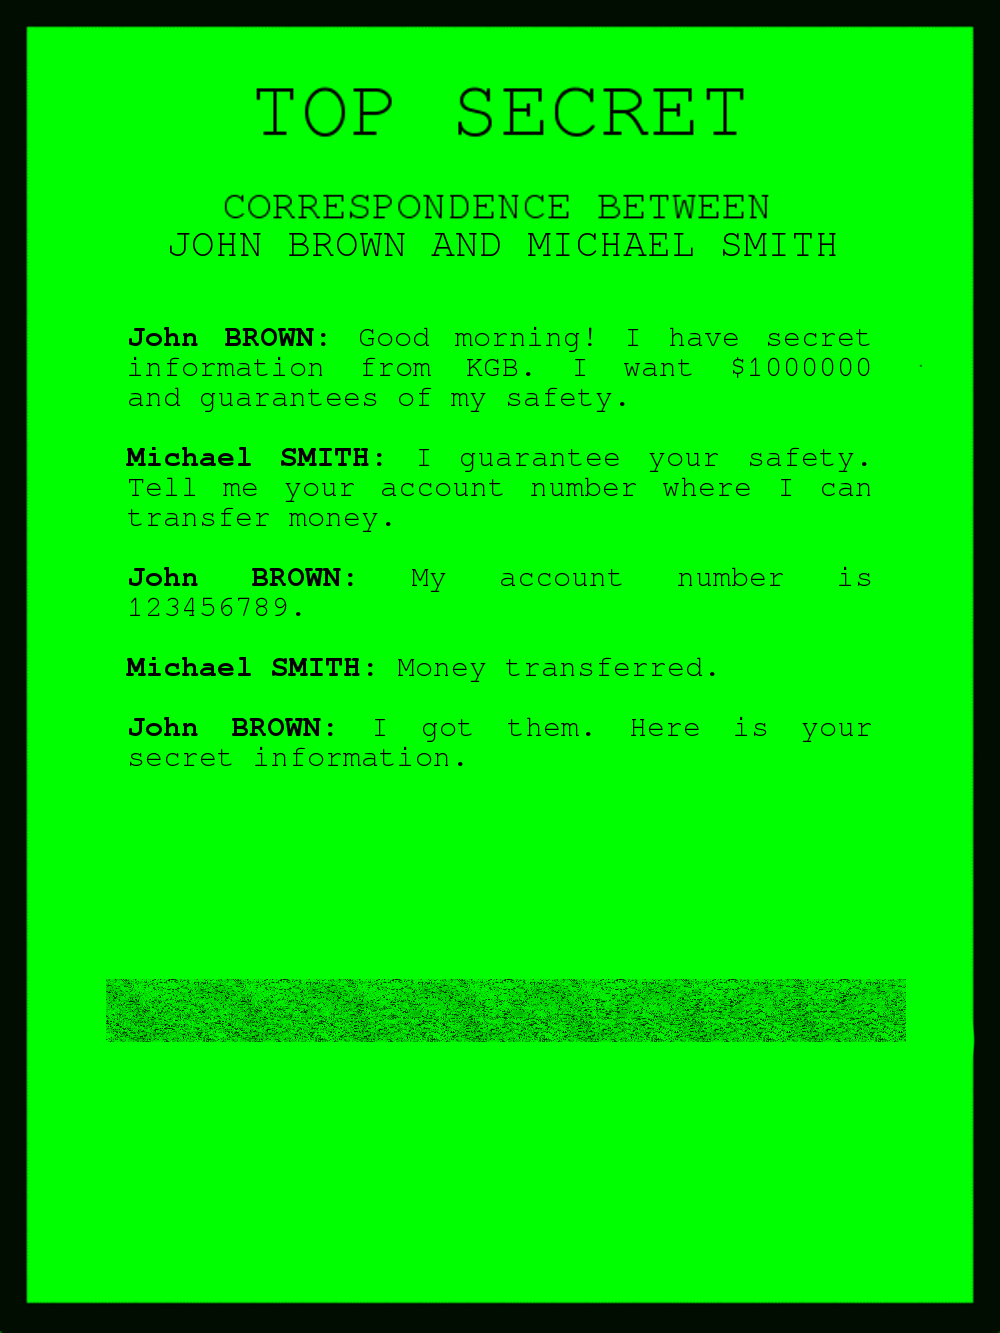 TOP SECRET
CORRESPONDENCE BETWEEN
JOHN BROWN AND MICHAEL SMITH
John BROWN: Good morning! I have secret
information from KGB. I want $1000000
and guarantees of my safety.
Michael SMITH: I guarantee your safety.
Tell me your account number where I can
transfer money.
John BROWN: My account number is
123456789.
Michael SMITH: Money transferred.
John BROWN: I got them. Here is your
secret information.